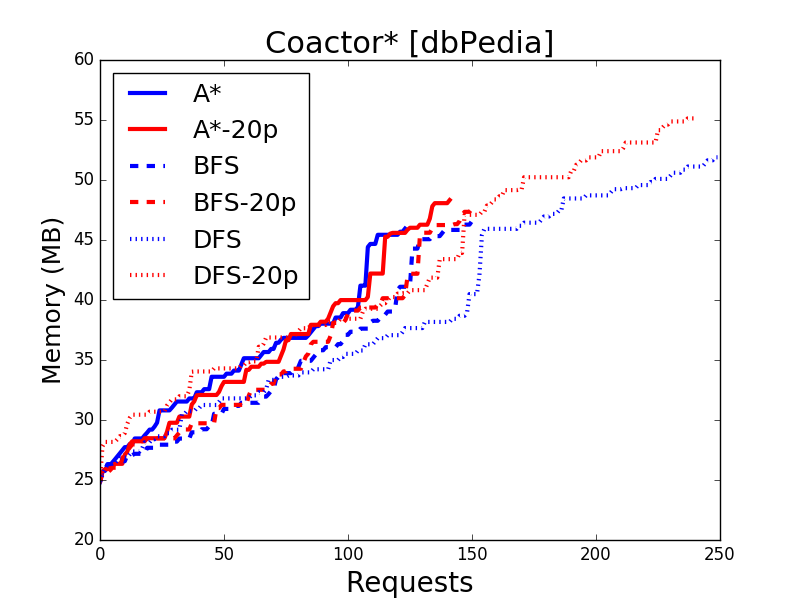 Coactor* [dbPedia]
60
55
50
45
40
35
30
25
20
Memory (MB)
A*
A*-20p
BFS
BFS-20p
DFS
DFS-20p
0
50
100
150
200
250
Requests